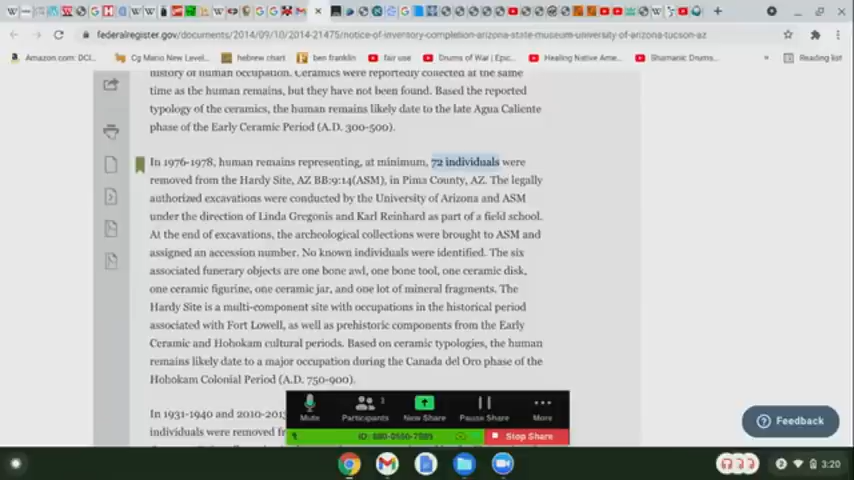 federalregister.gov/documents/2014/09/10/2014-21475/notice-of-inventory-completion-arizona-state-museum-university-of-arizona-tucson-az
Amazon.com: DCI... Cg Mario New Level... hebrew chart ben franklin fair use Drums of War | Epic... Healing Native Ame... Shamanic Drums... » Reading list
history of human occupation. Ceramics were reportedly collected at the same
time as the human remains, but they have not been found. Based the reported
typology of the ceramics, the human remains likely date to the late Agua Caliente
phase of the Early Ceramic Period (A.D. 300-500).
In 1976-1978, human remains representing, at minimum, 72 individuals were
removed from the Hardy Site, AZ BB:9:14(ASM), in Pima County, AZ. The legally
authorized excavations were conducted by the University of Arizona and ASM
under the direction of Linda Gregonis and Karl Reinhard as part of a field school.
At the end of excavations, the archeological collections were brought to ASM and
assigned an accession number. No known individuals were identified. The six
associated funerary objects are one bone awl, one bone tool, one ceramic disk,
one ceramic figurine, one ceramic jar, and one lot of mineral fragments. The
Hardy Site is a multi-component site with occupations in the historical period
associated with Fort Lowell, as well as prehistoric components from the Early
Ceramic and Hohokam cultural periods. Based on ceramic typologies, the human
remains likely date to a major occupation during the Canada del Oro phase of the
Hohokam Colonial Period (A.D. 750-900).
In 1931-1940 and 2010-2013
individuals were removed fr
Mute Participants New Share Pause Share More
Stop Share
Feedback
3:20